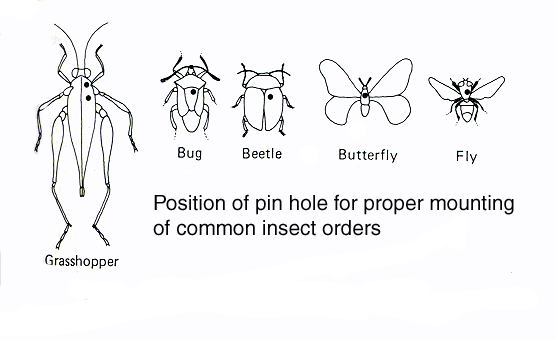 Bug
Beetle
Butterfly
Fly
Position of pin hole for proper mounting
of common insect orders
Grasshopper